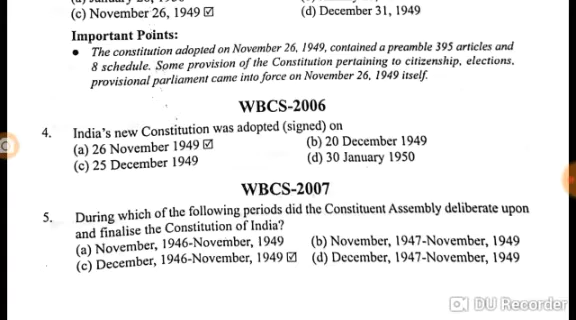 (c) November 26, 1949 ☑ (d) December 31, 1949
Important Points:
• The constitution adopted on November 26, 1949, contained a preamble 395 articles and
8 schedule. Some provision of the Constitution pertaining to citizenship, elections,
provisional parliament came into force on November 26, 1949 itself.
WBCS-2006
4. India's new Constitution was adopted (signed) on
(a) 26 November 1949 ☑ (b) 20 December 1949
(c) 25 December 1949 (d) 30 January 1950
WBCS-2007
5. During which of the following periods did the Constituent Assembly deliberate upon
and finalise the Constitution of India?
(a) November, 1946-November, 1949 (b) November, 1947-November, 1949
(c) December, 1946-November, 1949 ☑ (d) December, 1947-November, 1949
DU Recorder